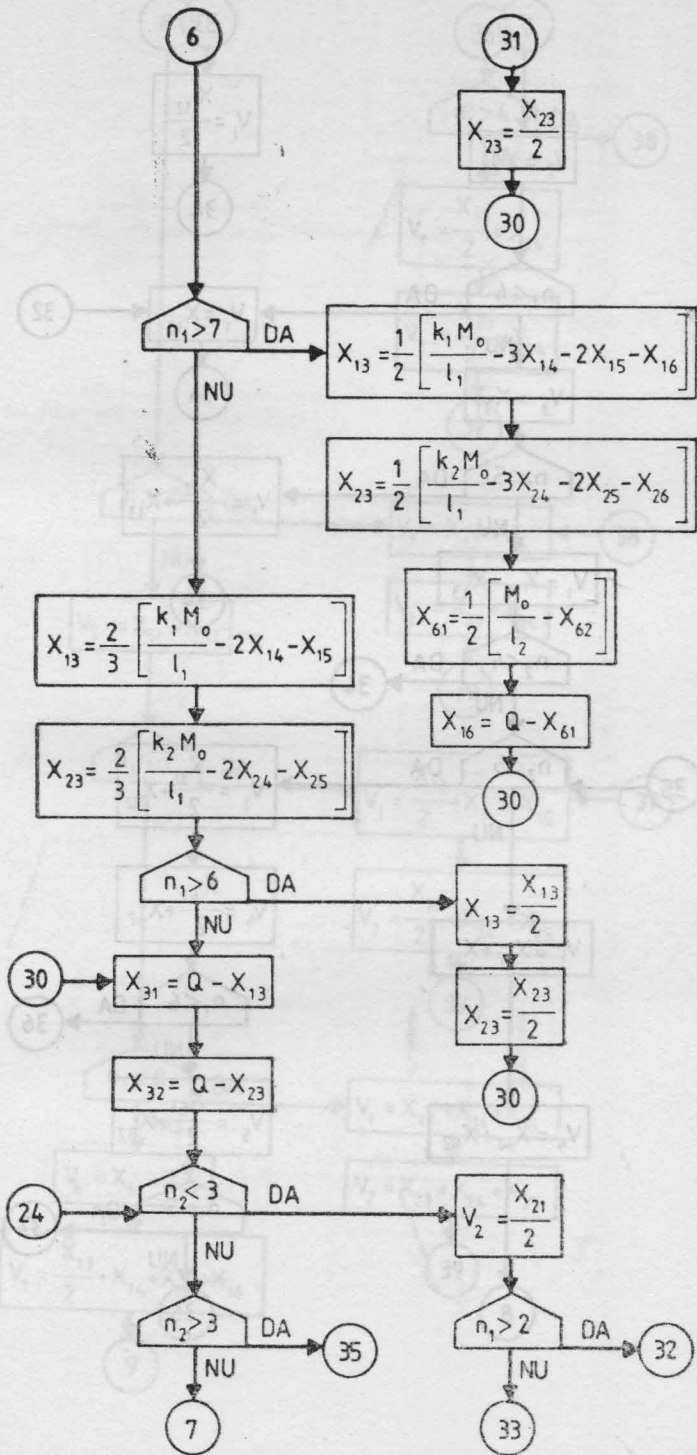 6
31
X₂₃ = X₂₃/2
30
n₁>7
DA
NU
X₁₃ = 1/2 [k₁M₀/l₁ - 3X₁₄ - 2X₁₅ - X₁₆]
X₂₃ = 1/2 [k₂M₀/l₁ - 3X₂₄ - 2X₂₅ - X₂₆]
X₆₁ = 1/2 [M₀/l₂ - X₆₂]
X₁₆ = Q - X₆₁
30
X₁₃ = 2/3 [k₁M₀/l₁ - 2X₁₄ - X₁₅]
X₂₃ = 2/3 [k₂M₀/l₁ - 2X₂₄ - X₂₅]
n₁>6
DA
NU
X₁₃ = X₁₃/2
X₂₃ = X₂₃/2
30
30
X₃₁ = Q - X₁₃
X₃₂ = Q - X₂₃
24
n₂<3
DA
NU
V₂ = X₂₁/2
n₂>3
DA
35
NU
7
n₁>2
DA
32
NU
33